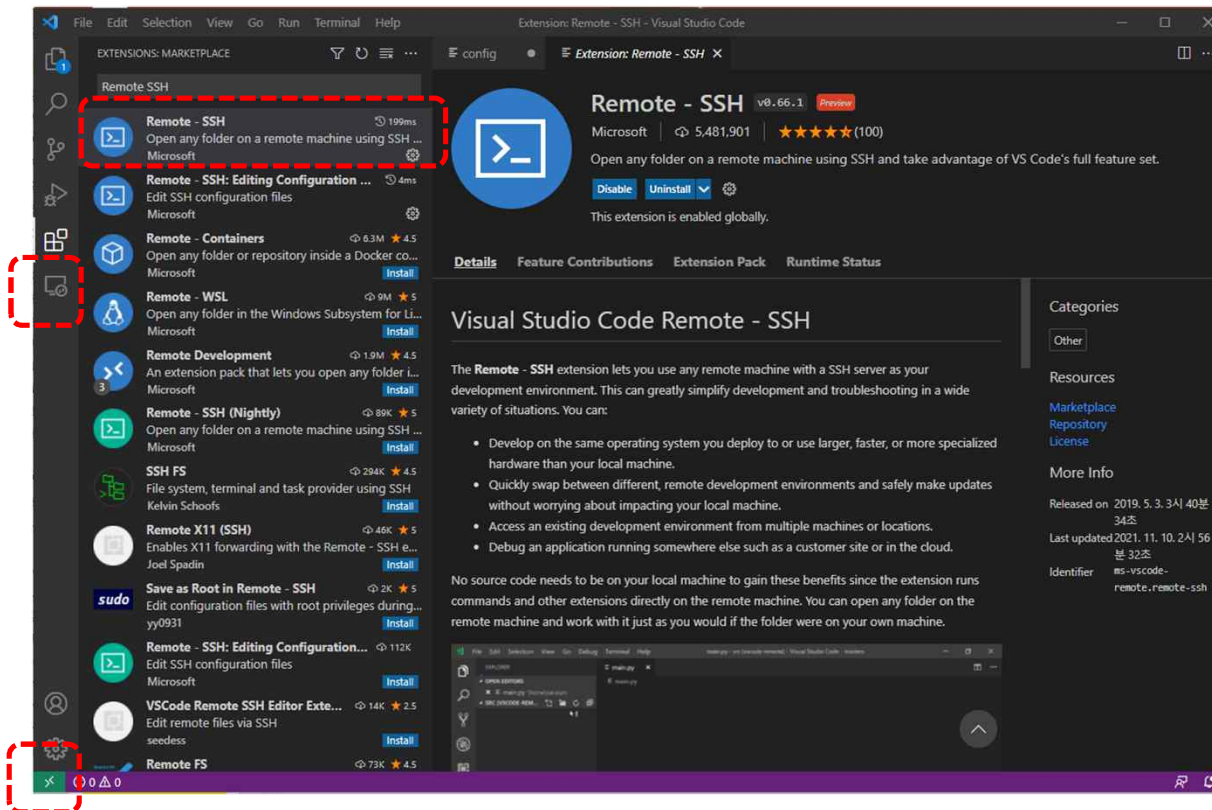 File Edit Selection View Go Run Terminal Help
Extension: Remote - SSH - Visual Studio Code
EXTENSIONS: MARKETPLACE
Remote SSH
Remote - SSH 199ms
Open any folder on a remote machine using SSH ...
Microsoft
Remote - SSH: Editing Configuration ... 4ms
Edit SSH configuration files
Microsoft
Remote - Containers 6.3M ★ 4.5
Open any folder or repository inside a Docker co...
Microsoft Install
Remote - WSL 9M ★ 5
Open any folder in the Windows Subsystem for Li...
Microsoft Install
Remote Development 1.9M ★ 4.5
An extension pack that lets you open any folder i...
3
Microsoft Install
Remote - SSH (Nightly) 89K ★ 5
Open any folder on a remote machine using SSH ...
Microsoft Install
SSH FS 294K ★ 4.5
File system, terminal and task provider using SSH
Kelvin Schoofs Install
Remote X11 (SSH) 46K ★ 5
Enables X11 forwarding with the Remote - SSH e...
Joel Spadin Install
Save as Root in Remote - SSH 2K ★ 5
sudo
Edit configuration files with root privileges during...
yy0931 Install
Remote - SSH: Editing Configuration... 112K
Edit SSH configuration files
Microsoft Install
VSCode Remote SSH Editor Exte... 14K ★ 2.5
Edit remote files via SSH
seedess Install
Remote FS 73K ★ 4.5
1
0 0
config
Extension: Remote - SSH
Remote - SSH v0.66.1 Preview
Microsoft 5,481,901 ★★★★★(100)
Open any folder on a remote machine using SSH and take advantage of VS Code's full feature set.
Disable Uninstall
This extension is enabled globally.
Details Feature Contributions Extension Pack Runtime Status
Visual Studio Code Remote - SSH
The Remote - SSH extension lets you use any remote machine with a SSH server as your
development environment. This can greatly simplify development and troubleshooting in a wide
variety of situations. You can:
• Develop on the same operating system you deploy to or use larger, faster, or more specialized
hardware than your local machine.
• Quickly swap between different, remote development environments and safely make updates
without worrying about impacting your local machine.
• Access an existing development environment from multiple machines or locations.
• Debug an application running somewhere else such as a customer site or in the cloud.
No source code needs to be on your local machine to gain these benefits since the extension runs
commands and other extensions directly on the remote machine. You can open any folder on the
remote machine and work with it just as you would if the folder were on your own machine.
File Edit Selection View Go Debug Terminal Help
EXPLORER
OPEN EDITORS
main.py
main.py
main.py
Categories
Other
Resources
Marketplace
Repository
License
More Info
Released on 2019. 5. 3. 3시 40분
34초
Last updated 2021. 11. 10. 2시 56
분 32초
Identifier ms-vscode-
remote.remote-ssh